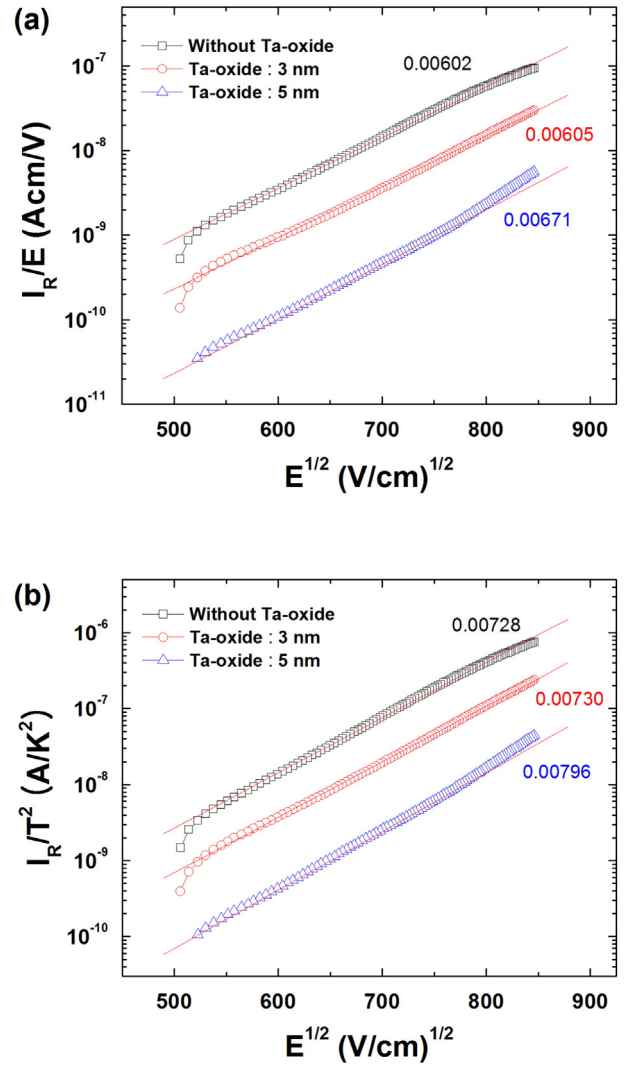 (a)
Without Ta-oxide
Ta-oxide : 3 nm
Ta-oxide : 5 nm
0.00602
0.00605
0.00671
10⁻⁷
10⁻⁸
10⁻⁹
10⁻¹⁰
10⁻¹¹
I_R/E (Acm/V)
500 600 700 800 900
E^1/2 (V/cm)^1/2
(b)
Without Ta-oxide
Ta-oxide : 3 nm
Ta-oxide : 5 nm
0.00728
0.00730
0.00796
10⁻⁶
10⁻⁷
10⁻⁸
10⁻⁹
10⁻¹⁰
I_R/T² (A/K²)
500 600 700 800 900
E^1/2 (V/cm)^1/2